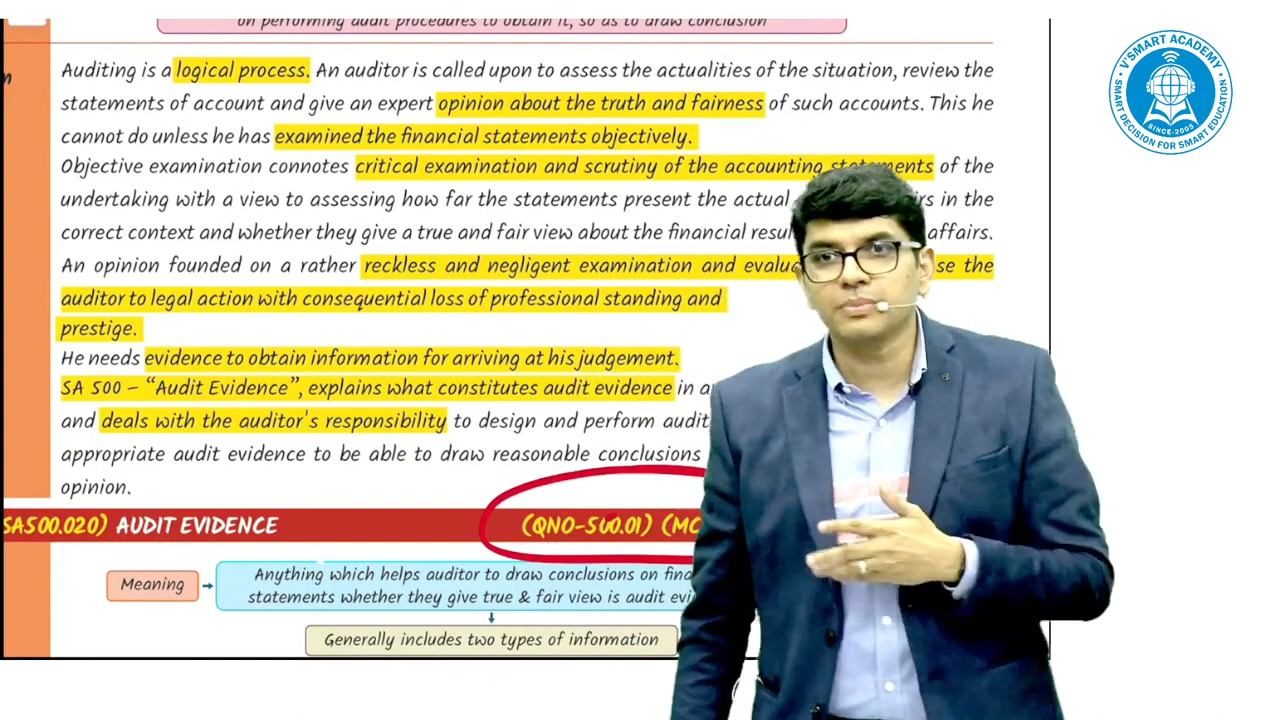 on performing audit procedures to obtain it, so as to draw conclusion
Auditing is a logical process. An auditor is called upon to assess the actualities of the situation, review the
statements of account and give an expert opinion about the truth and fairness of such accounts. This he
cannot do unless he has examined the financial statements objectively.
Objective examination connotes critical examination and scrutiny of the accounting statements of the
undertaking with a view to assessing how far the statements present the actual in the
correct context and whether they give a true and fair view about the financial affairs.
An opinion founded on a rather reckless and negligent examination and the
auditor to legal action with consequential loss of professional standing and
prestige.
He needs evidence to obtain information for arriving at his judgement.
SA 500 – “Audit Evidence”, explains what constitutes audit evidence in
and deals with the auditor's responsibility to design and perform audit
appropriate audit evidence to be able to draw reasonable conclusions
opinion.
SA500.020) AUDIT EVIDENCE (QNO-500.01) (MC
Meaning
Anything which helps auditor to draw conclusions on
statements whether they give true & fair view is audit
Generally includes two types of information
V'SMART ACADEMY
SINCE-2005
SMART DECISION FOR SMART EDUCATION